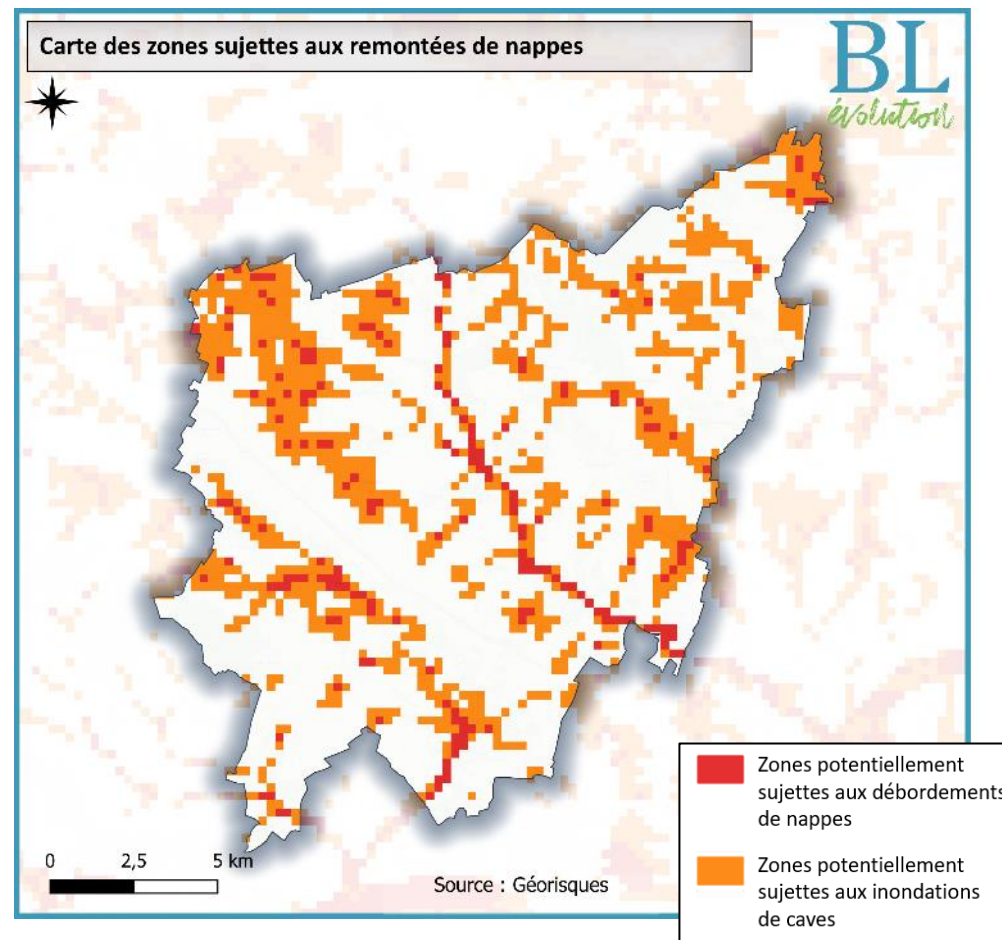 Carte des zones sujettes aux remontées de nappes
BL
évolution
0 2,5 5 km
Source : Géorisques
Zones potentiellement
sujettes aux débordements
de nappes
Zones potentiellement
sujettes aux inondations
de caves